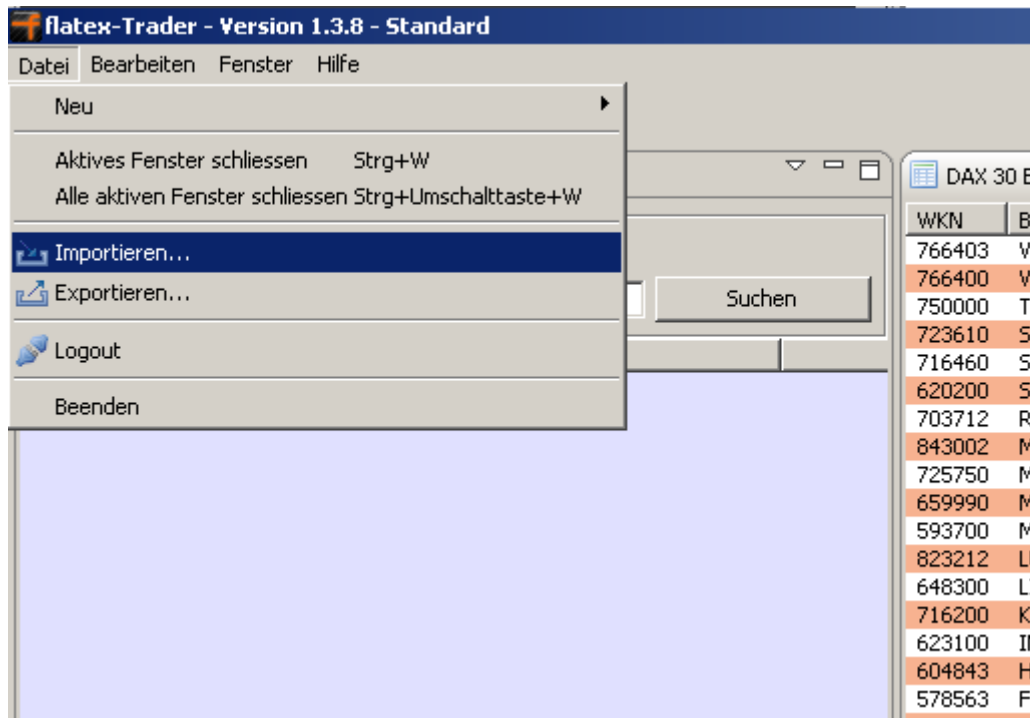 flatex-Trader - Version 1.3.8 - Standard
Datei Bearbeiten Fenster Hilfe
Neu
Aktives Fenster schliessen Strg+W
Alle aktiven Fenster schliessen Strg+Umschalttaste+W
Importieren...
Exportieren...
Logout
Beenden
Suchen
DAX 30
WKN
766403
766400
750000
723610
716460
620200
703712
843002
725750
659990
593700
823212
648300
716200
623100
604843
578563